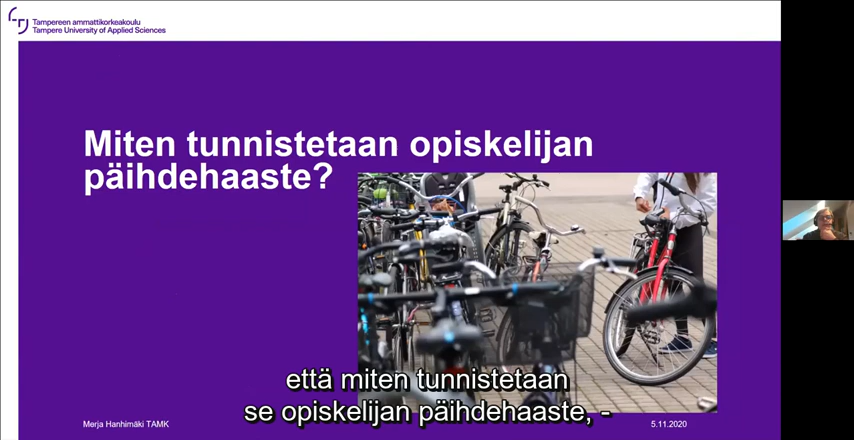 Tampereen ammattikorkeakoulu
Tampere University of Applied Sciences
Miten tunnistetaan opiskelijan
päihdehaaste?
että miten tunnistetaan
se opiskelijan päihdehaaste, -
Merja Hanhimäki TAMK
5.11.2020